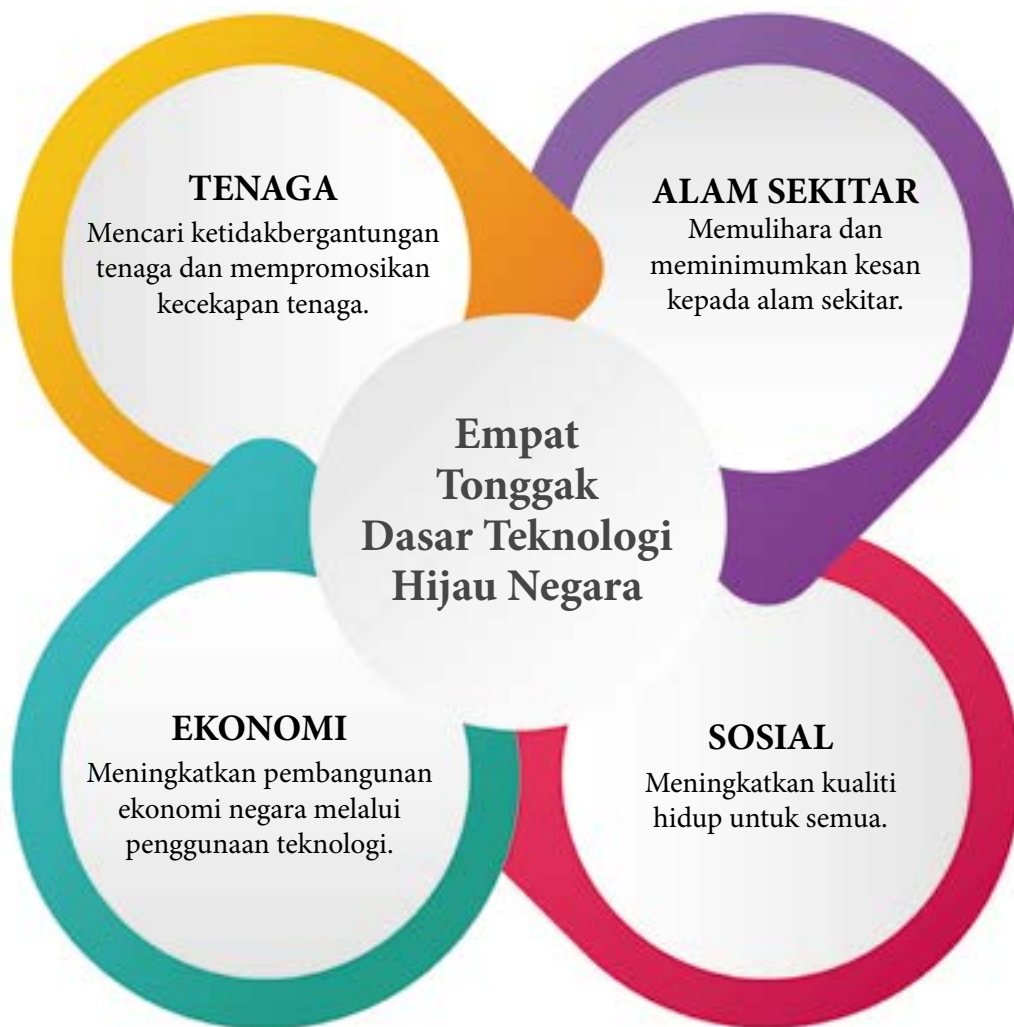 TENAGA
Mencari ketidakbergantungan
tenaga dan mempromosikan
kecekapan tenaga.
ALAM SEKITAR
Memulihara dan
meminimumkan kesan
kepada alam sekitar.
Empat
Tonggak
Dasar Teknologi
Hijau Negara
EKONOMI
Meningkatkan pembangunan
ekonomi negara melalui
penggunaan teknologi.
SOSIAL
Meningkatkan kualiti
hidup untuk semua.